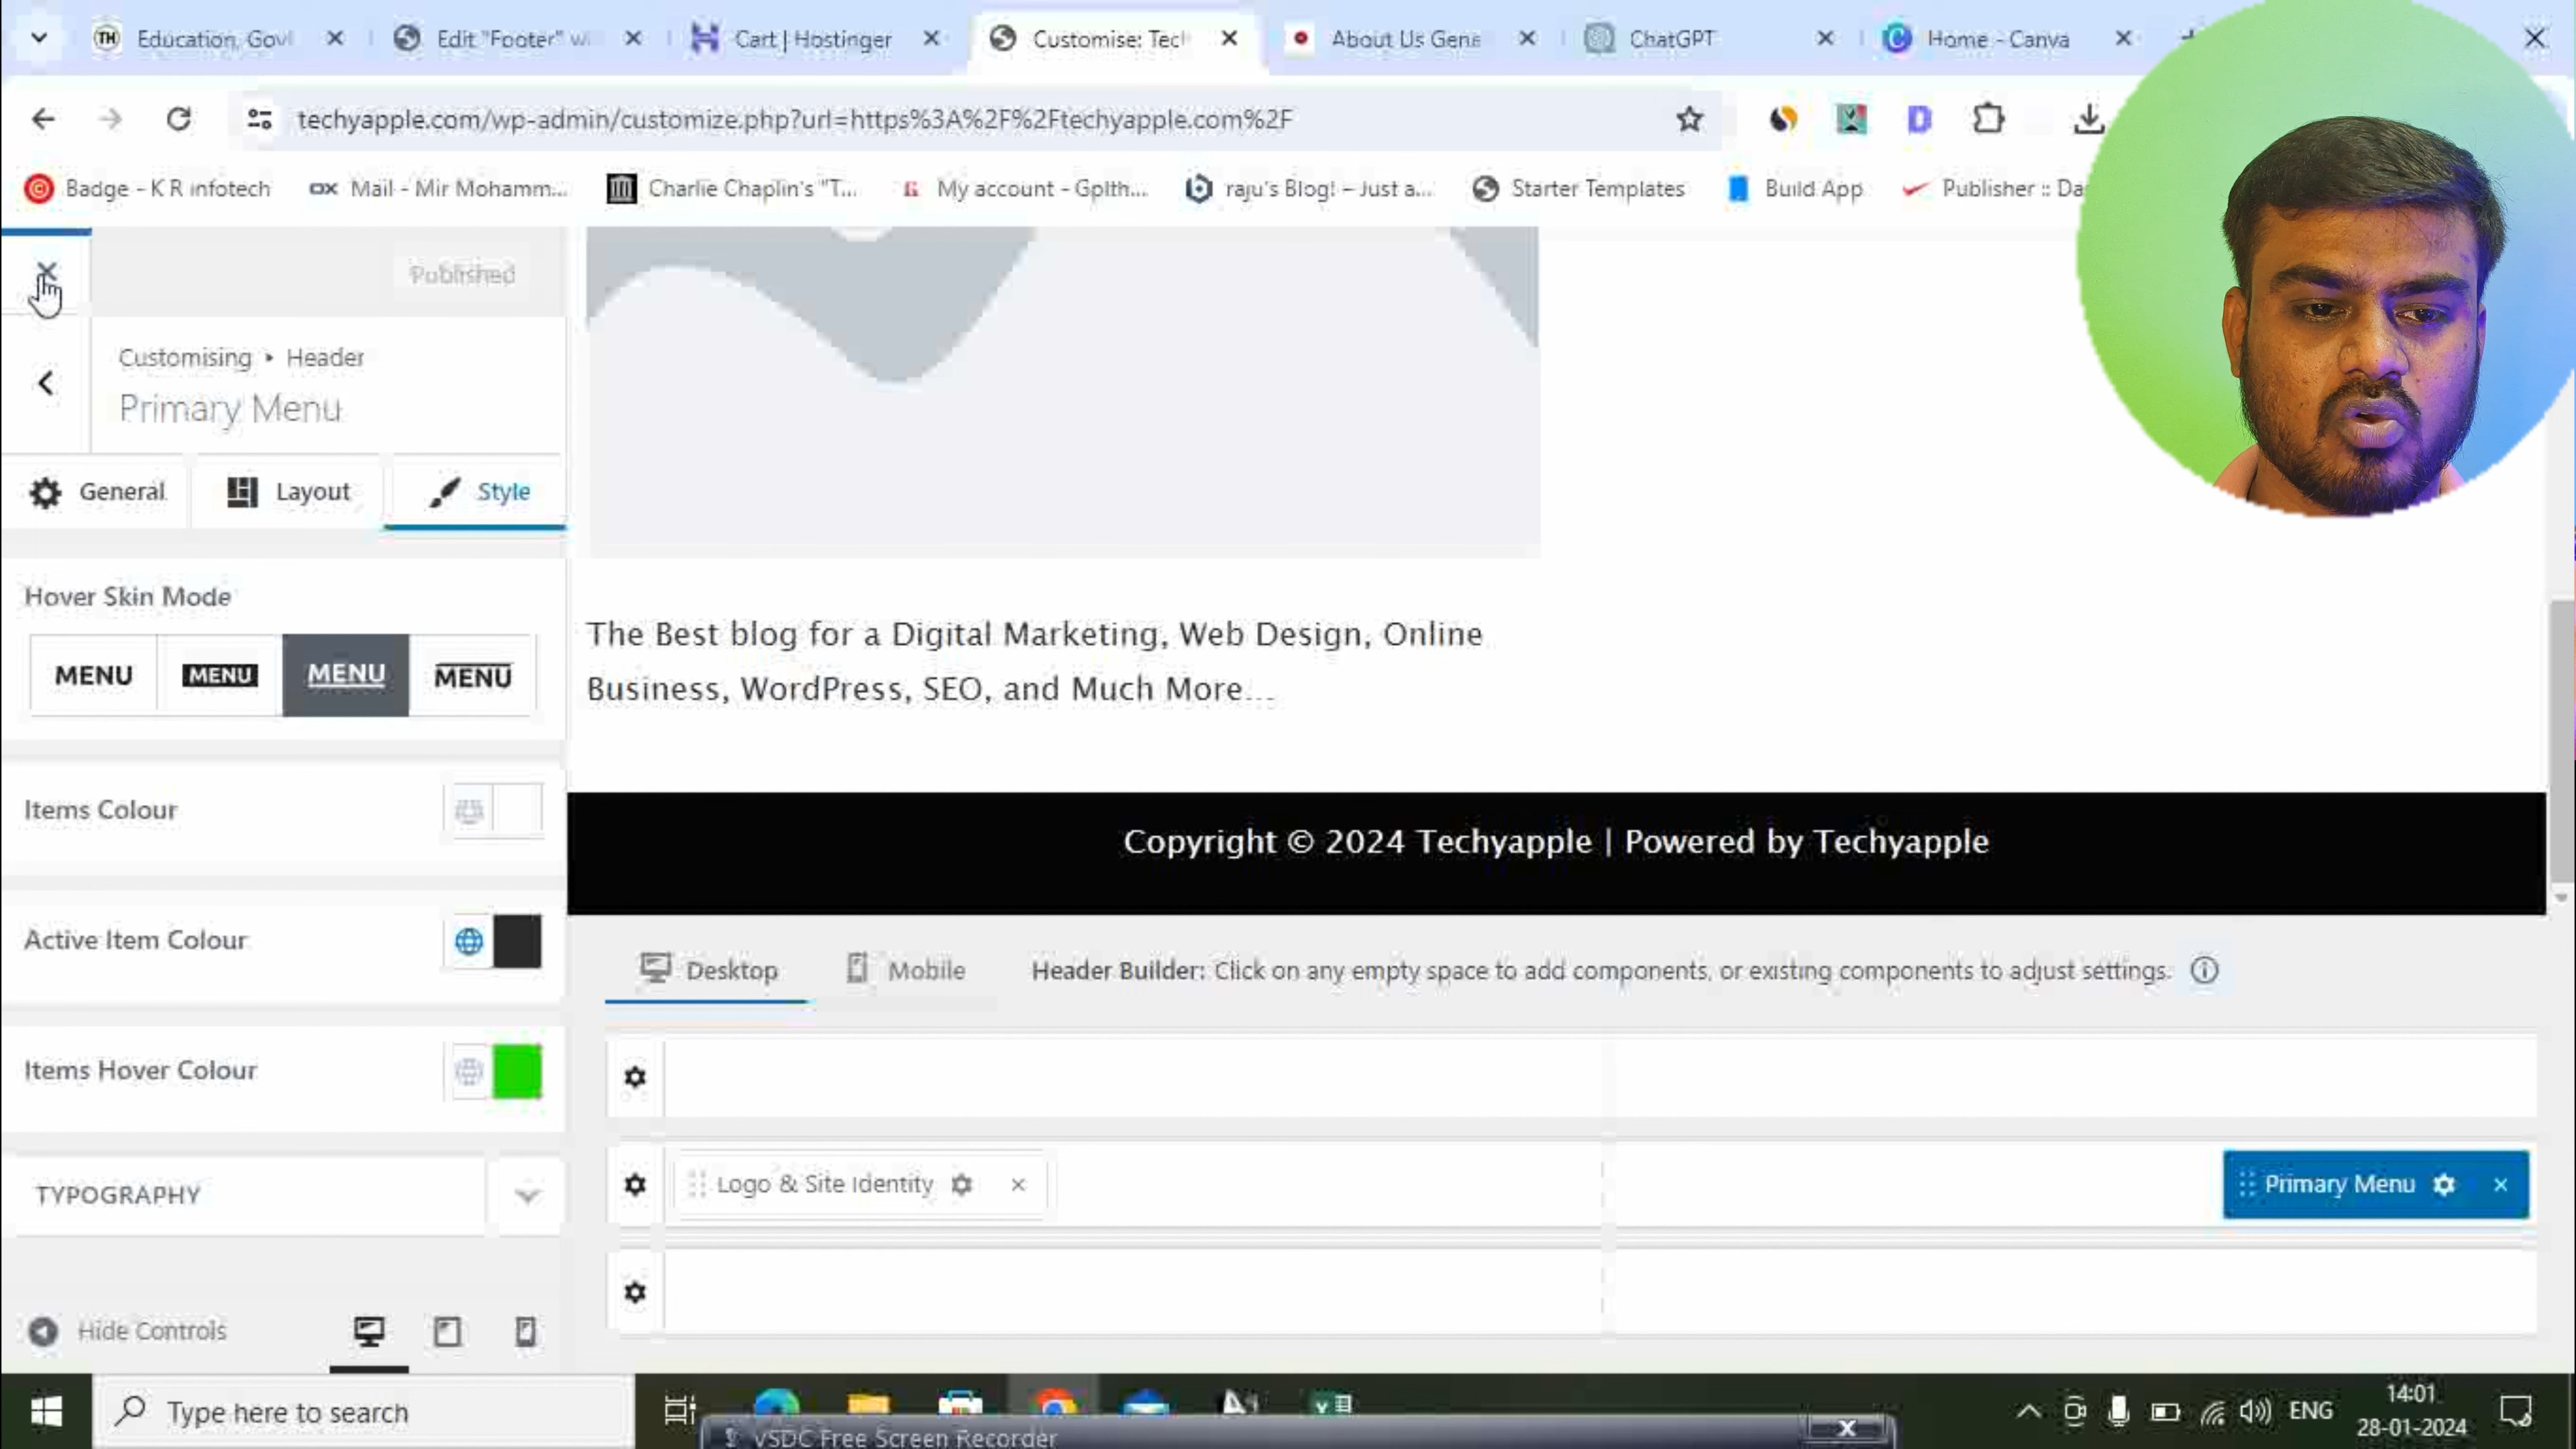 Education, Govt
Edit "Footer" wi
Cart | Hostinger
Customise: Tech
About Us Gene
ChatGPT
Home - Canva
techyapple.com/wp-admin/customize.php?url=https%3A%2F%2Ftechyapple.com%2F
Badge - K R infotech
Mail - Mir Mohamm...
Charlie Chaplin's "T...
My account - Gplth...
raju's Blog! – Just a...
Starter Templates
Build App
Publisher :: Da
Published
Customising ▸ Header
Primary Menu
General
Layout
Style
Hover Skin Mode
MENU
MENU
MENU
MENU
Items Colour
Active Item Colour
Items Hover Colour
TYPOGRAPHY
Hide Controls
The Best blog for a Digital Marketing, Web Design, Online
Business, WordPress, SEO, and Much More...
Copyright © 2024 Techyapple | Powered by Techyapple
Desktop
Mobile
Header Builder: Click on any empty space to add components, or existing components to adjust settings.
Logo & Site Identity
Primary Menu
Type here to search
VSDC Free Screen Recorder
ENG
14:01
28-01-2024